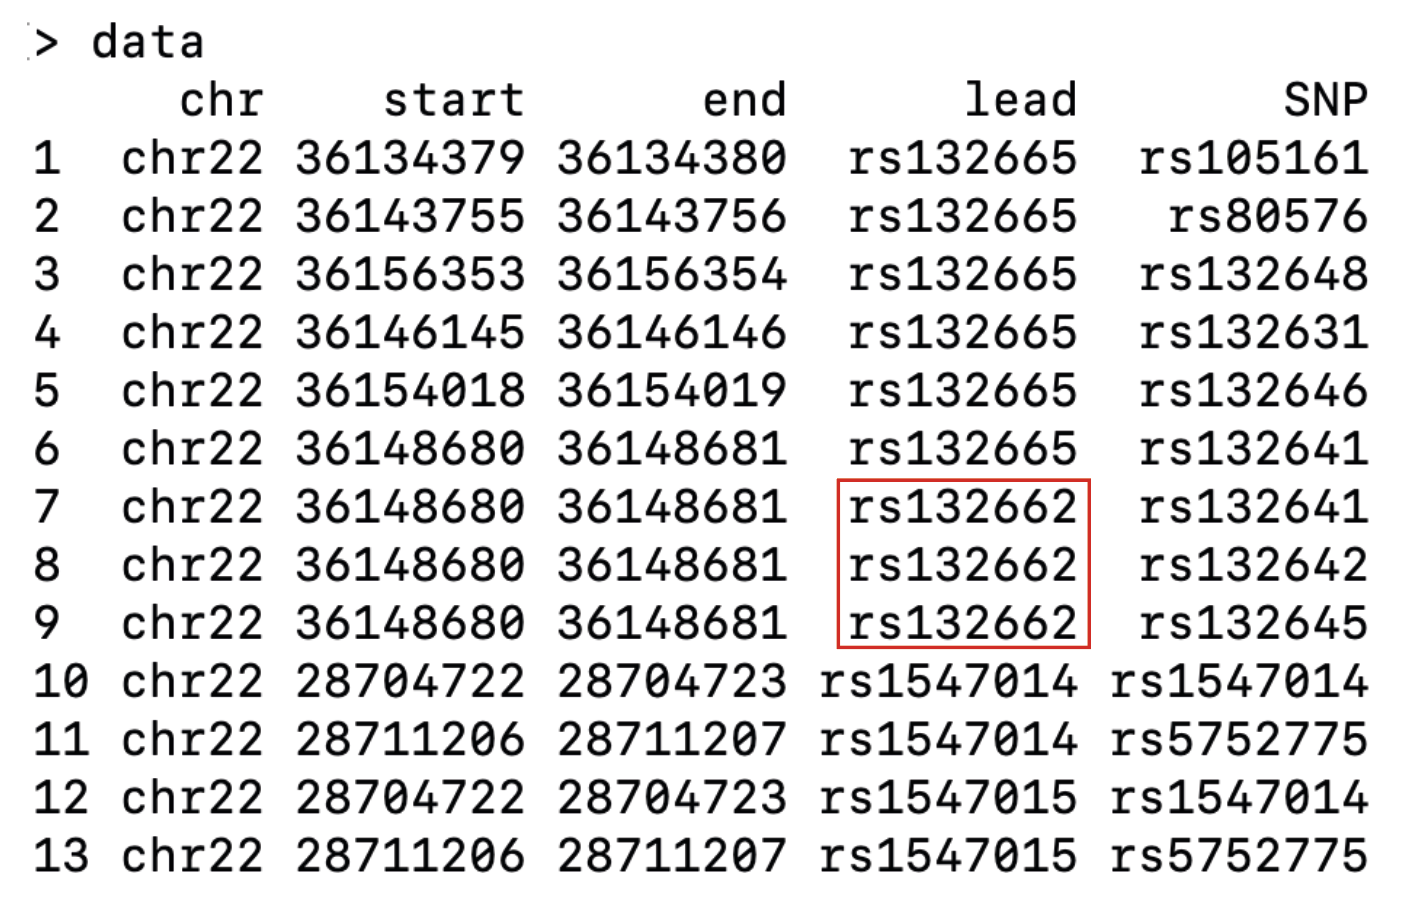 > data
chr start end lead SNP
1 chr22 36134379 36134380 rs132665 rs105161
2 chr22 36143755 36143756 rs132665 rs80576
3 chr22 36156353 36156354 rs132665 rs132648
4 chr22 36146145 36146146 rs132665 rs132631
5 chr22 36154018 36154019 rs132665 rs132646
6 chr22 36148680 36148681 rs132665 rs132641
7 chr22 36148680 36148681 rs132662 rs132641
8 chr22 36148680 36148681 rs132662 rs132642
9 chr22 36148680 36148681 rs132662 rs132645
10 chr22 28704722 28704723 rs1547014 rs1547014
11 chr22 28711206 28711207 rs1547014 rs5752775
12 chr22 28704722 28704723 rs1547015 rs1547014
13 chr22 28711206 28711207 rs1547015 rs5752775